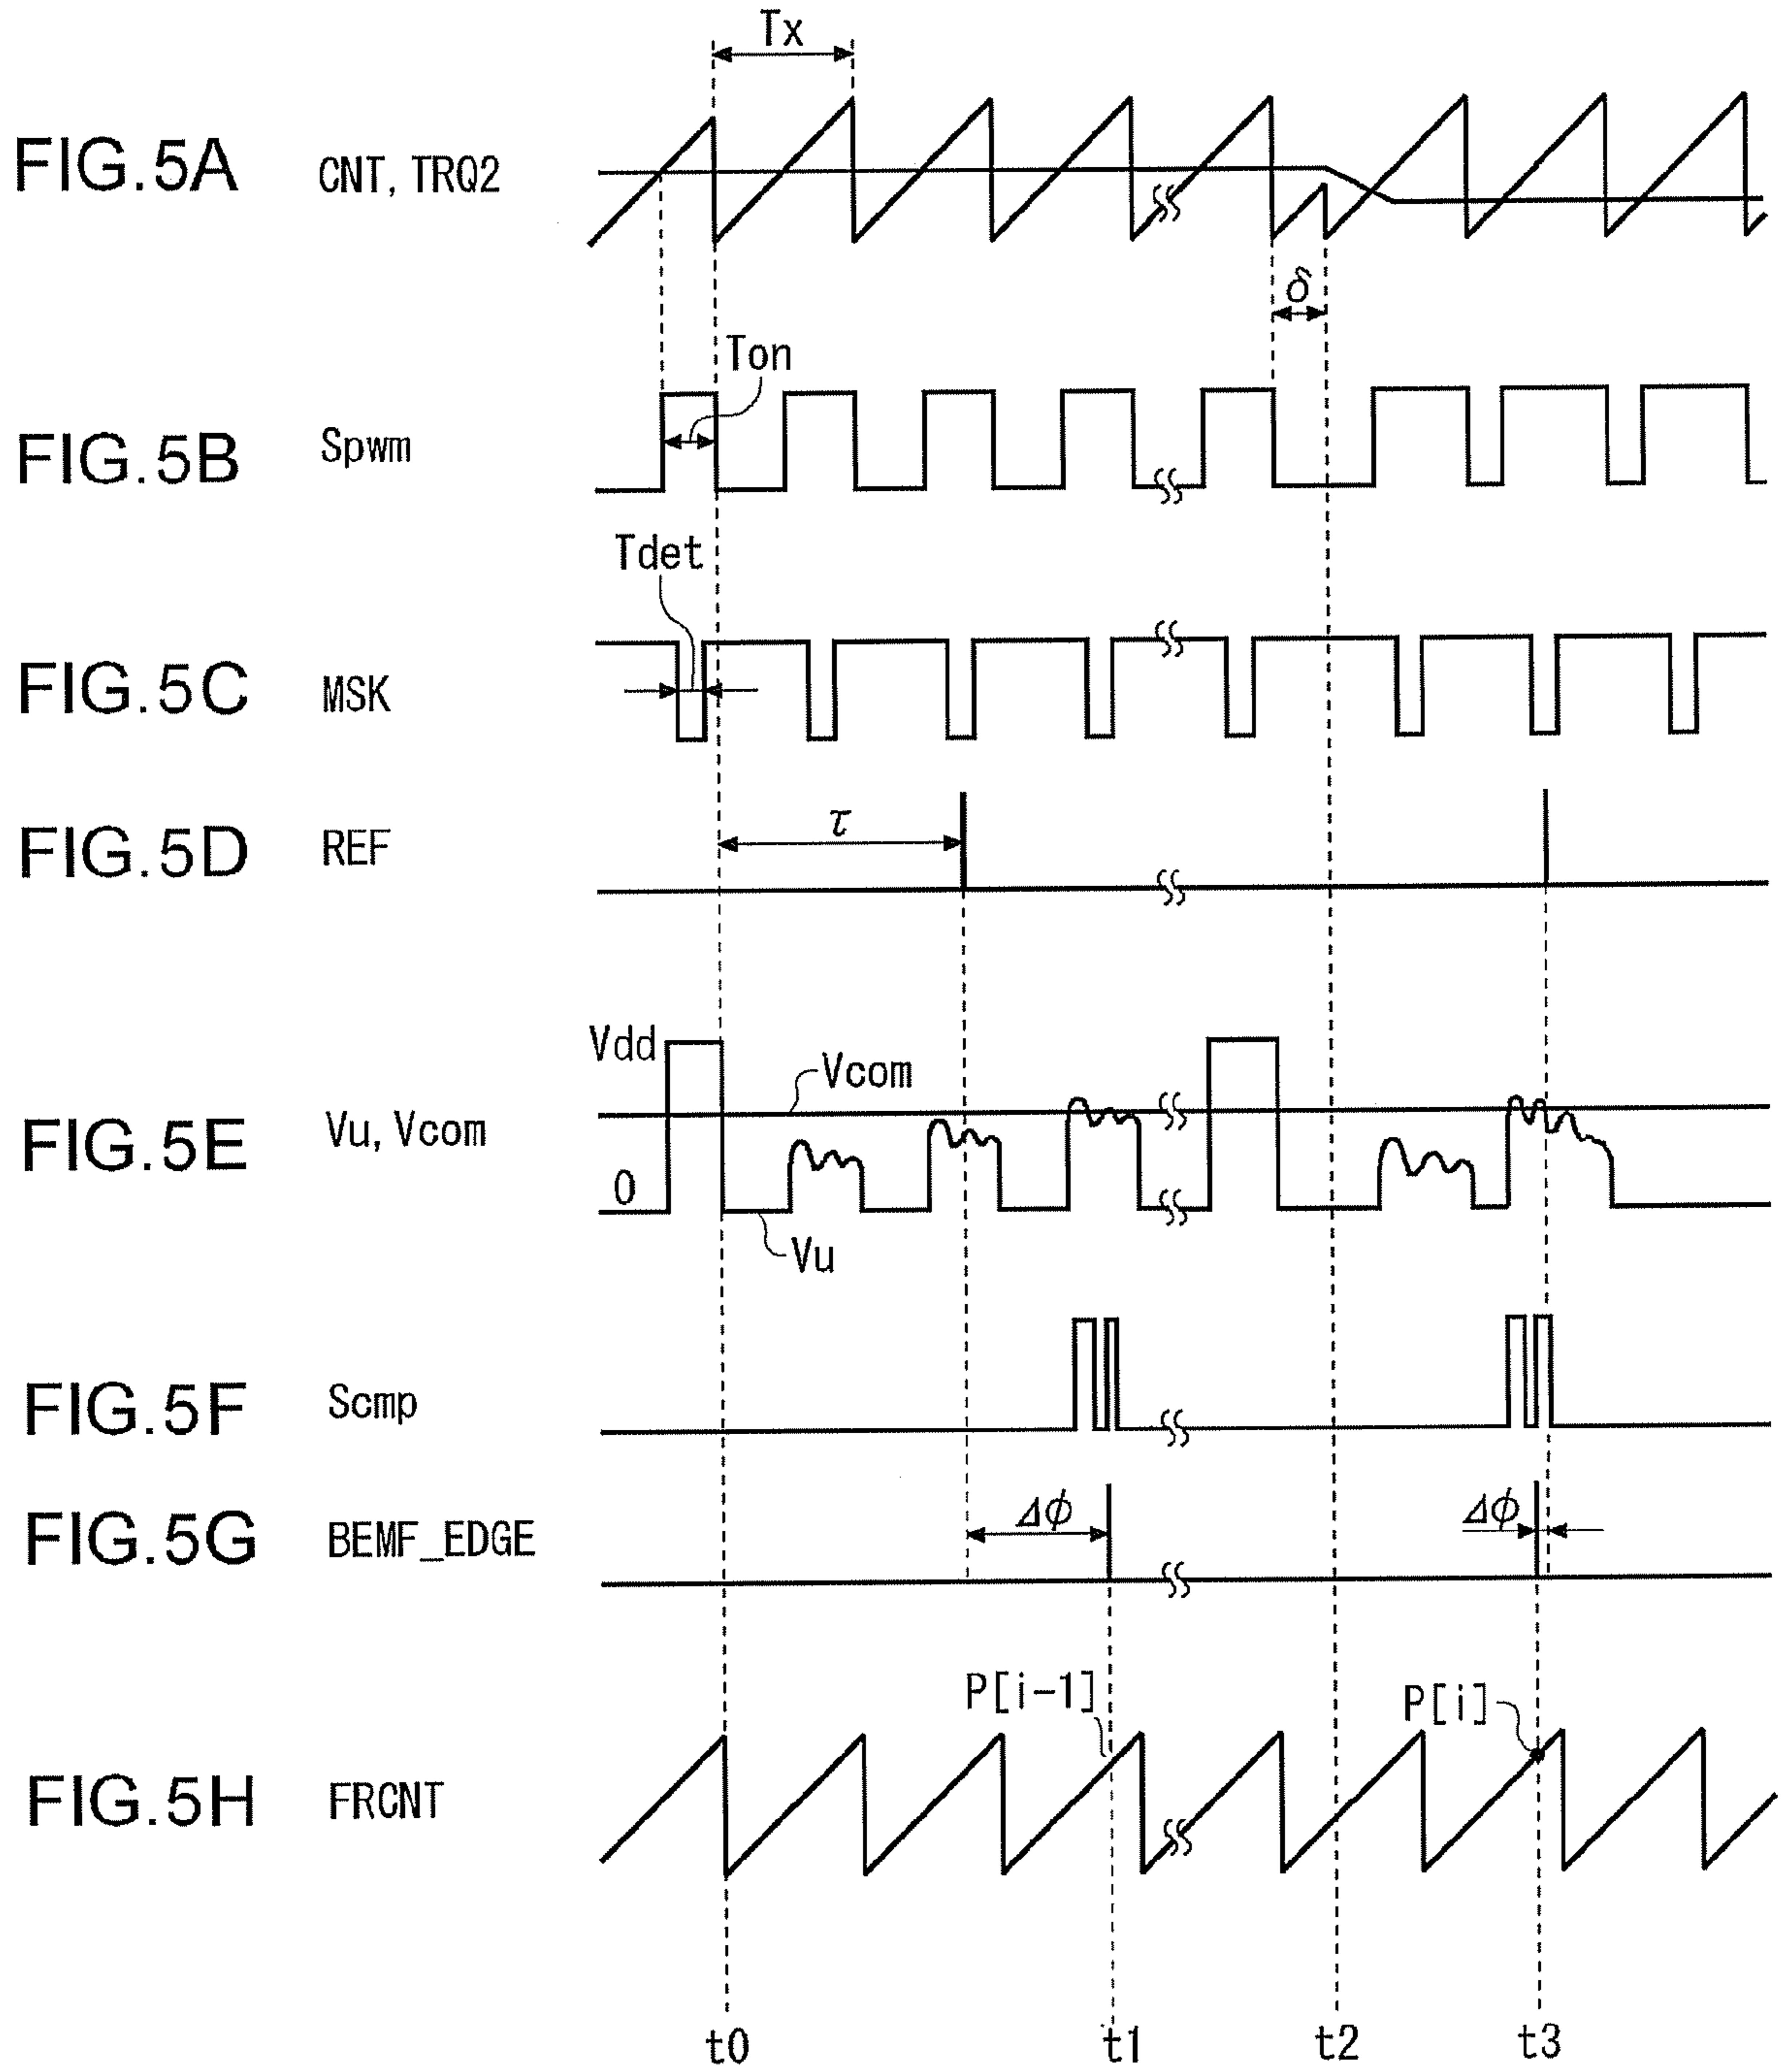 Tx
FIG.5A CNT, TRQ2
δ
Ton
FIG.5B Spwm
Tdet
FIG.5C MSK
τ
FIG.5D REF
Vdd
Vcom
FIG.5E Vu, Vcom
0
Vu
FIG.5F Scmp
Δϕ Δϕ
FIG.5G BEMF_EDGE
P[i-1] P[i]
FIG.5H FRCNT
t0 t1 t2 t3